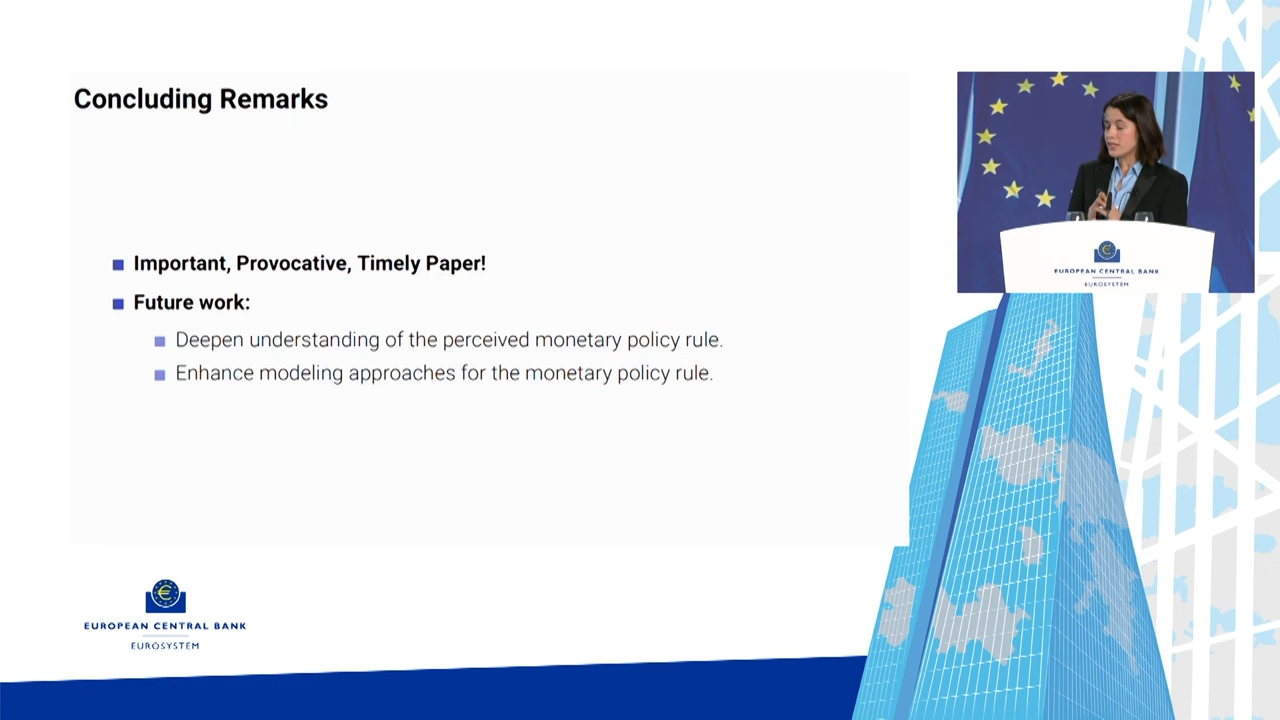 Concluding Remarks
Important, Provocative, Timely Paper!
Future work:
Deepen understanding of the perceived monetary policy rule.
Enhance modeling approaches for the monetary policy rule.
EUROPEAN CENTRAL BANK
EUROSYSTEM
EUROPEAN CENTRAL BANK
EUROSYSTEM